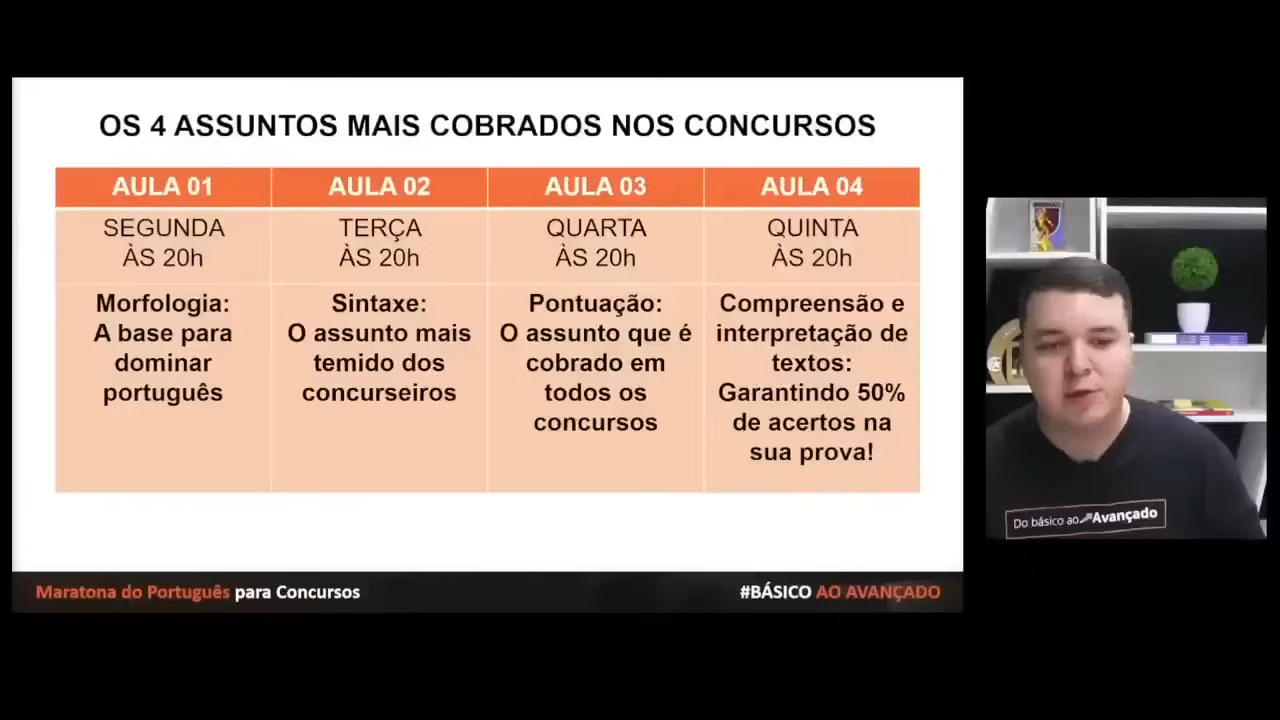 OS 4 ASSUNTOS MAIS COBRADOS NOS CONCURSOS
AULA 01
SEGUNDA
ÀS 20h
Morfologia:
A base para
dominar
português
AULA 02
TERÇA
ÀS 20h
Sintaxe:
O assunto mais
temido dos
concurseiros
AULA 03
QUARTA
ÀS 20h
Pontuação:
O assunto que é
cobrado em
todos os
concursos
AULA 04
QUINTA
ÀS 20h
Compreensão e
interpretação de
textos:
Garantindo 50%
de acertos na
sua prova!
Maratona do Português para Concursos
#BÁSICO AO AVANÇADO
Do básico ao Avançado